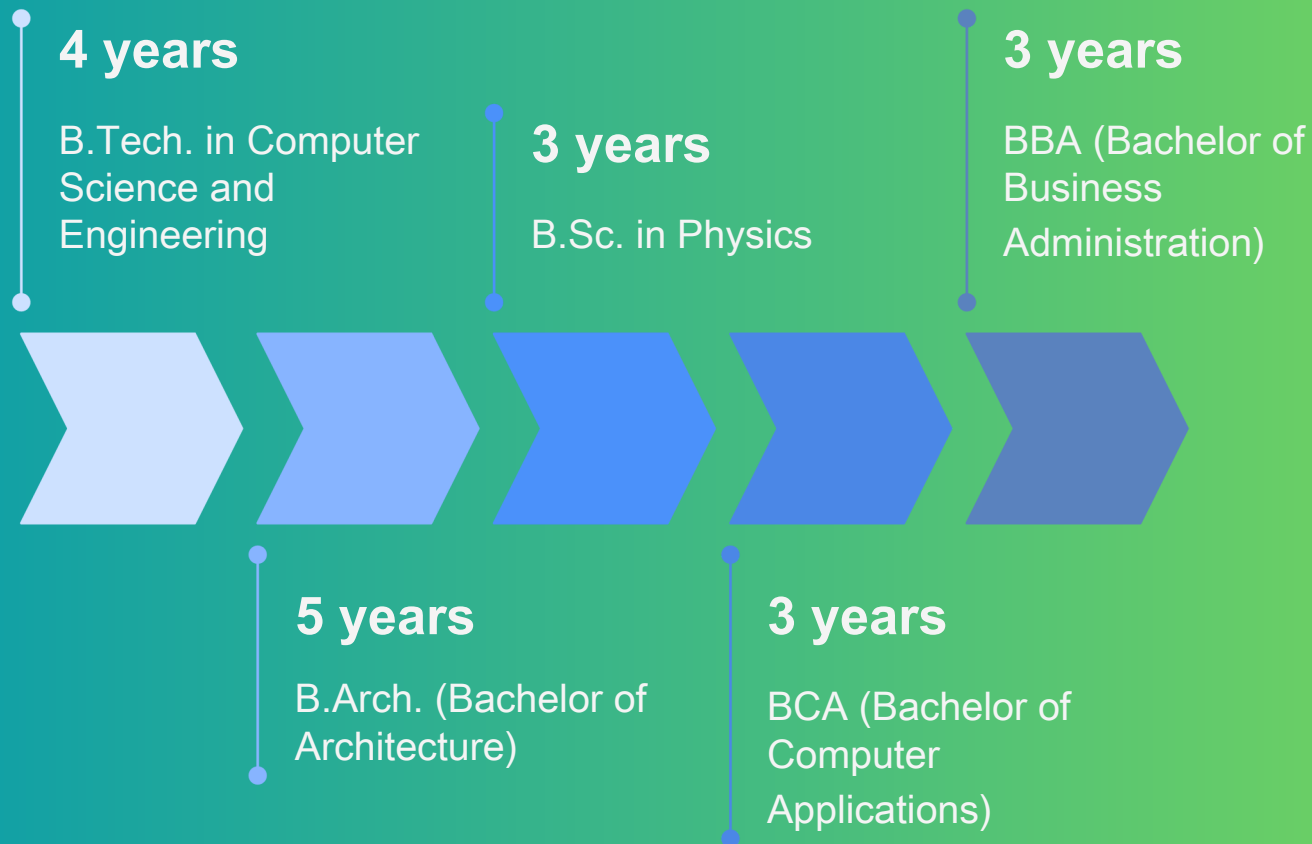 4 years
B.Tech. in Computer
Science and
Engineering
5 years
B.Arch. (Bachelor of
Architecture)
3 years
B.Sc. in Physics
3 years
BCA (Bachelor of
Computer
Applications)
3 years
BBA (Bachelor of
Business
Administration)